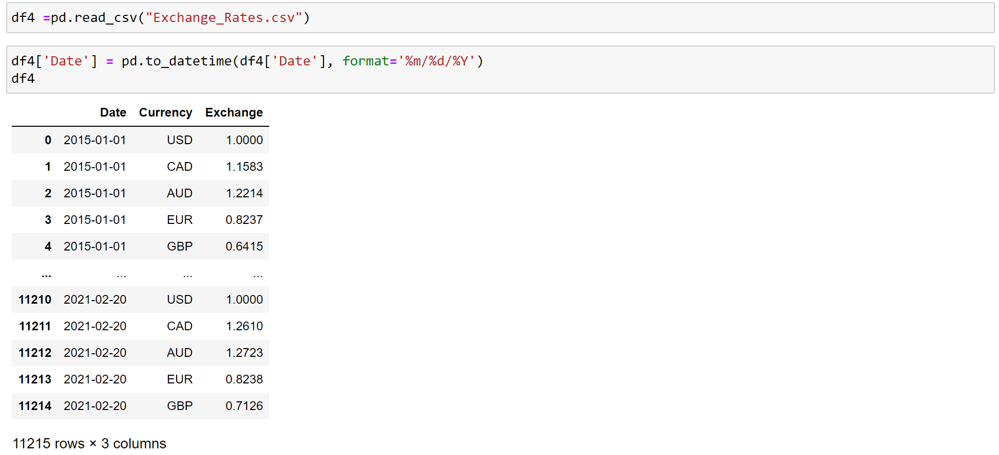 df4 =pd.read_csv("Exchange_Rates.csv")
df4['Date'] = pd.to_datetime(df4['Date'], format='%m/%d/%Y')
df4
Date Currency Exchange
0 2015-01-01 USD 1.0000
1 2015-01-01 CAD 1.1583
2 2015-01-01 AUD 1.2214
3 2015-01-01 EUR 0.8237
4 2015-01-01 GBP 0.6415
... ... ... ...
11210 2021-02-20 USD 1.0000
11211 2021-02-20 CAD 1.2610
11212 2021-02-20 AUD 1.2723
11213 2021-02-20 EUR 0.8238
11214 2021-02-20 GBP 0.7126
11215 rows × 3 columns